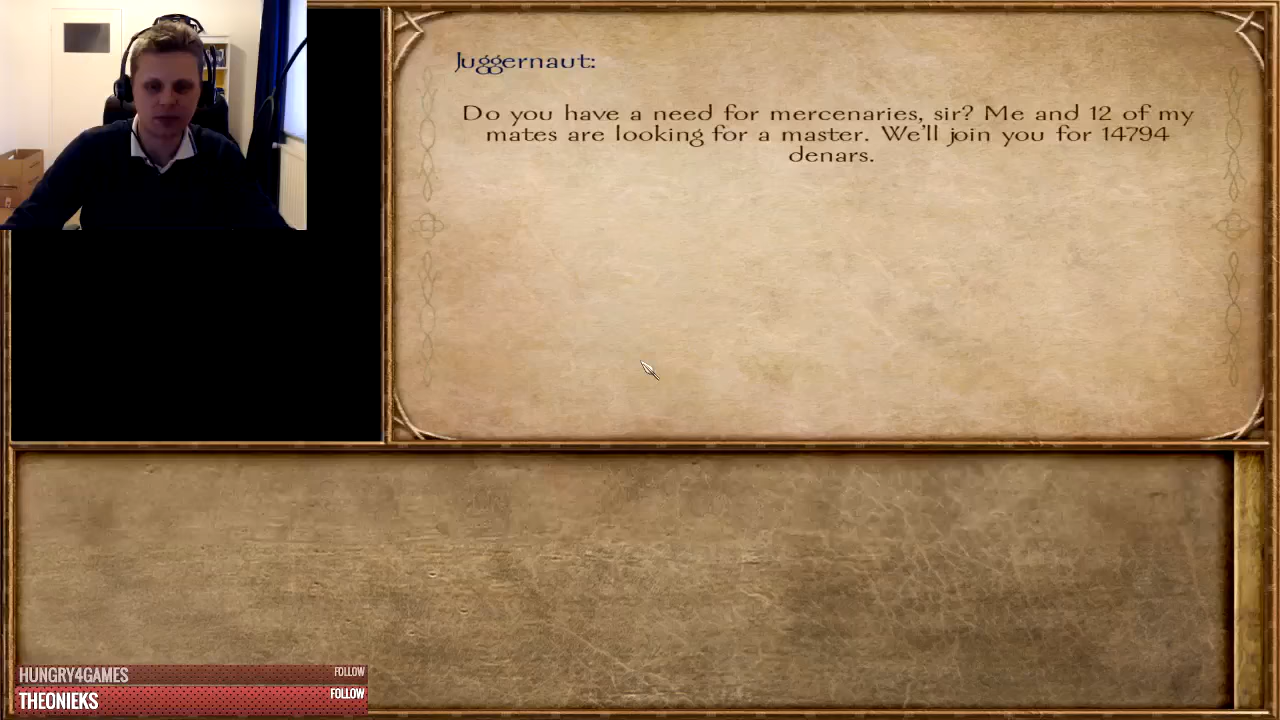 Juggernaut:
Do you have a need for mercenaries, sir? Me and 12 of my
mates are looking for a master. We'll join you for 14794
denars.
HUNGRY4GAMES FOLLOW
THEONIEKS FOLLOW